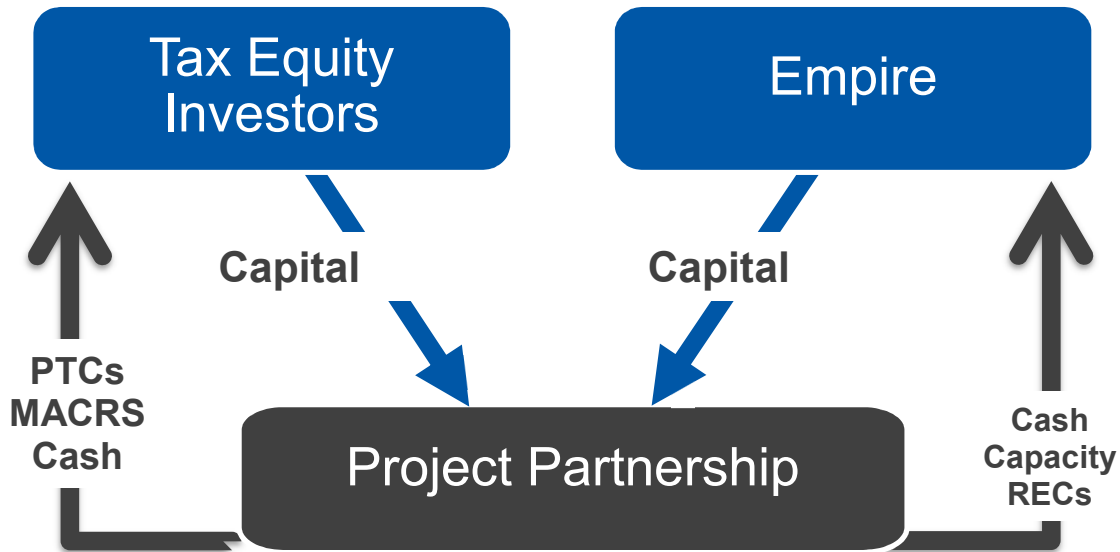 Tax Equity
Investors
Empire
Capital
Capital
PTCs
MACRS
Cash
Project Partnership
Cash
Capacity
RECs